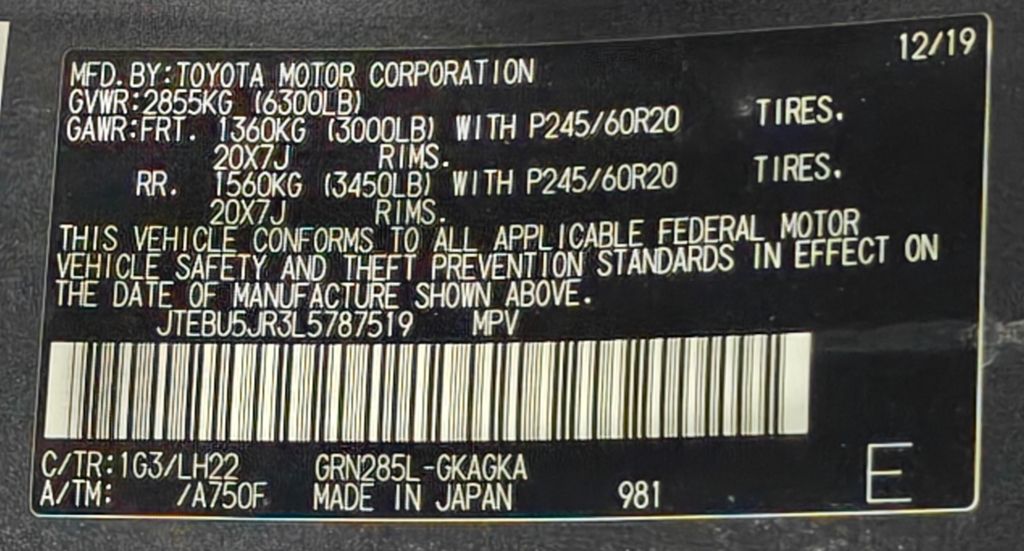 12/19
MFD. BY:TOYOTA MOTOR CORPORATION
GVWR:2855KG (6300LB)
GAWR:FRT. 1360KG (3000LB) WITH P245/60R20 TIRES.
20X7J RIMS.
RR. 1560KG (3450LB) WITH P245/60R20 TIRES.
20X7J RIMS.
THIS VEHICLE CONFORMS TO ALL APPLICABLE FEDERAL MOTOR
VEHICLE SAFETY AND THEFT PREVENTION STANDARDS IN EFFECT ON
THE DATE OF MANUFACTURE SHOWN ABOVE.
JTEBU5JR3L5787519 MPV
C/TR:1G3/LH22 GRN285L-GKAGKA
A/TM: /A750F MADE IN JAPAN 981 E